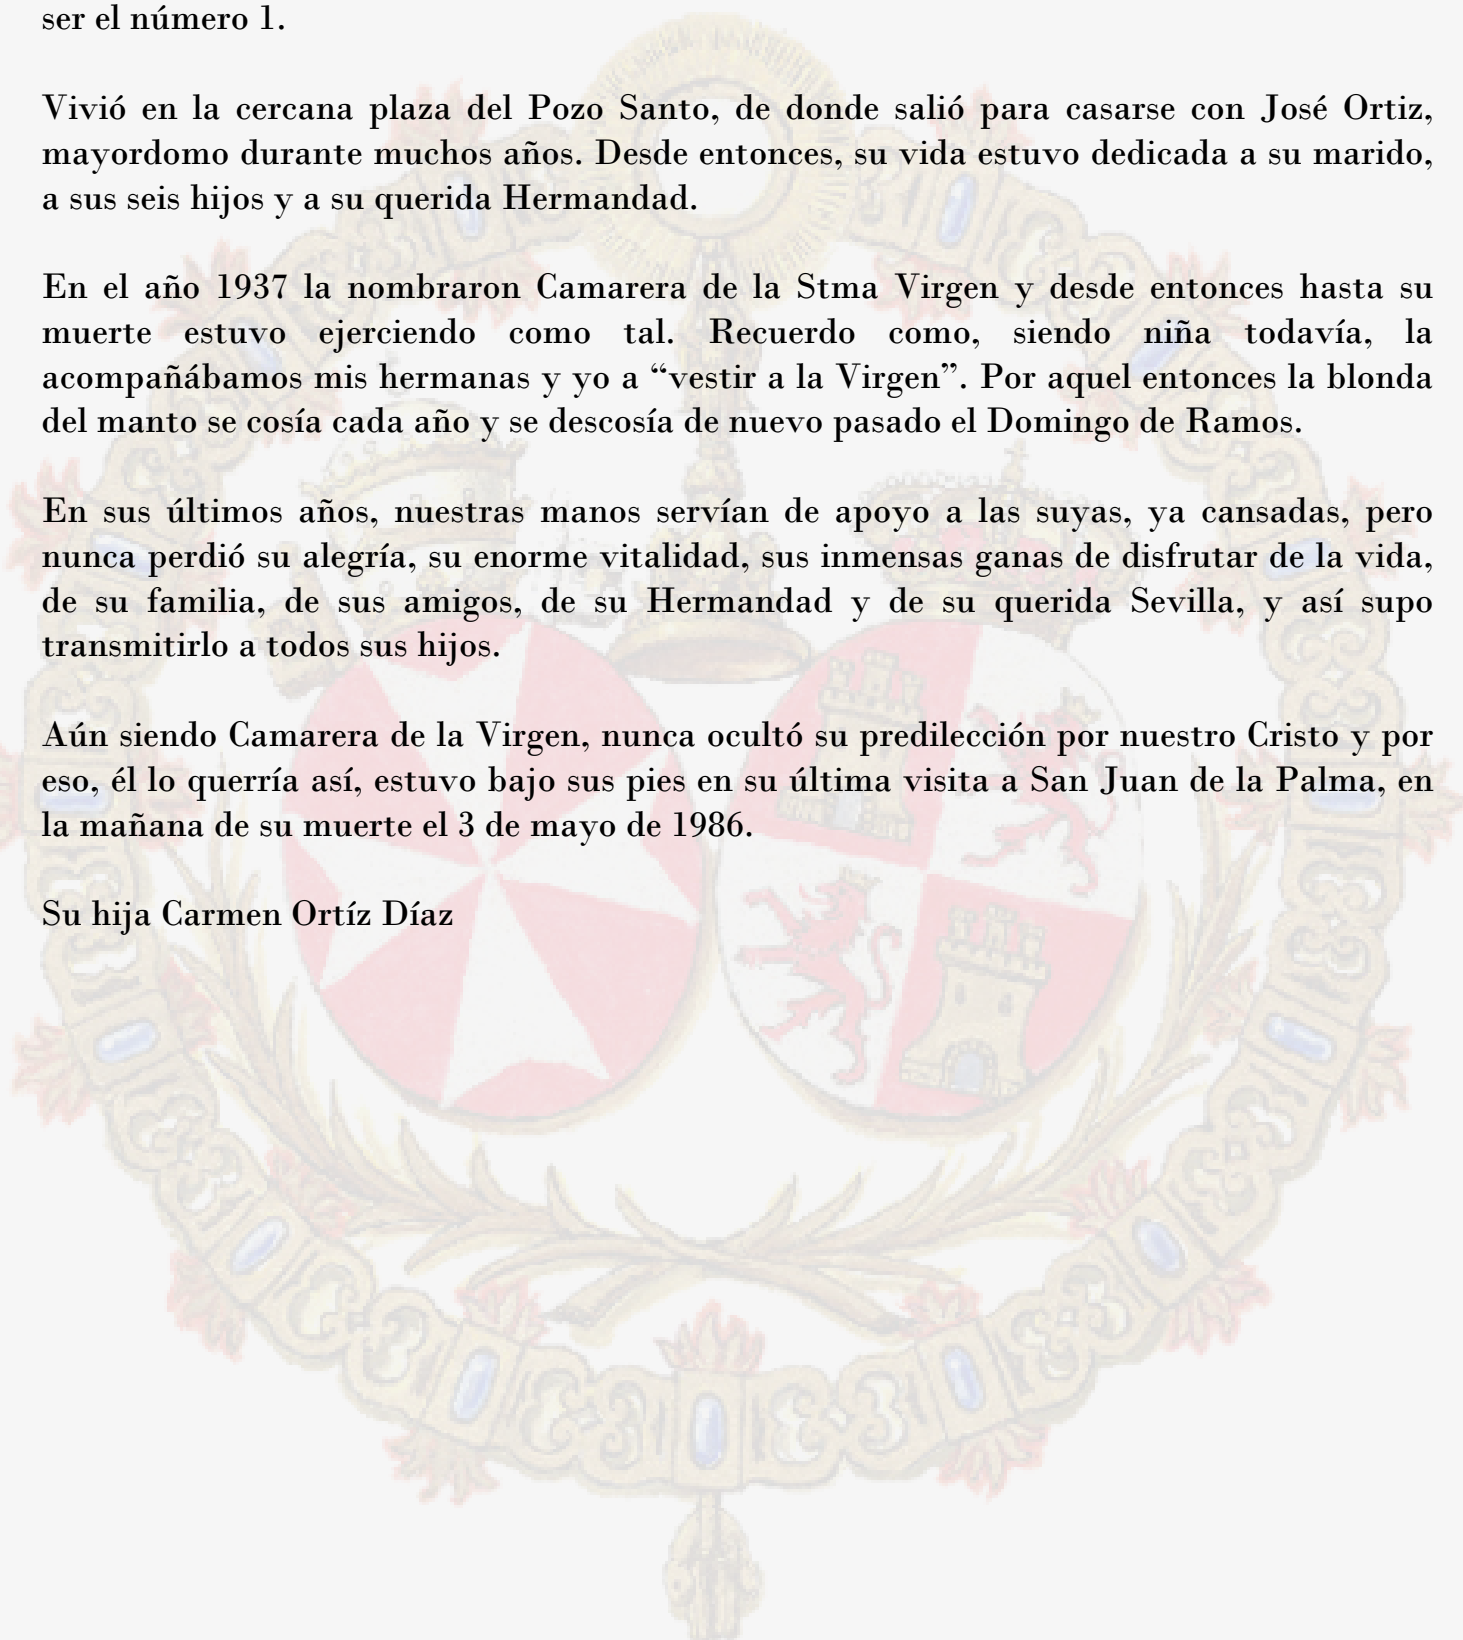 ser el número 1.
Vivió en la cercana plaza del Pozo Santo, de donde salió para casarse con José Ortiz,
mayordomo durante muchos años. Desde entonces, su vida estuvo dedicada a su marido,
a sus seis hijos y a su querida Hermandad.
En el año 1937 la nombraron Camarera de la Stma Virgen y desde entonces hasta su
muerte estuvo ejerciendo como tal. Recuerdo como, siendo niña todavía, la
acompañábamos mis hermanas y yo a “vestir a la Virgen”. Por aquel entonces la blonda
del manto se cosía cada año y se descosía de nuevo pasado el Domingo de Ramos.
En sus últimos años, nuestras manos servían de apoyo a las suyas, ya cansadas, pero
nunca perdió su alegría, su enorme vitalidad, sus inmensas ganas de disfrutar de la vida,
de su familia, de sus amigos, de su Hermandad y de su querida Sevilla, y así supo
transmitirlo a todos sus hijos.
Aún siendo Camarera de la Virgen, nunca ocultó su predilección por nuestro Cristo y por
eso, él lo querría así, estuvo bajo sus pies en su última visita a San Juan de la Palma, en
la mañana de su muerte el 3 de mayo de 1986.
Su hija Carmen Ortíz Díaz